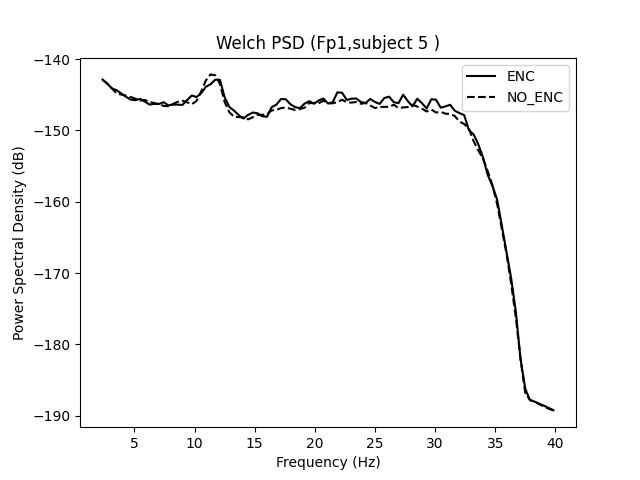 Welch PSD (Fp1,subject 5 )
ENC
NO_ENC
Power Spectral Density (dB)
−140
−150
−160
−170
−180
−190
5 10 15 20 25 30 35 40
Frequency (Hz)